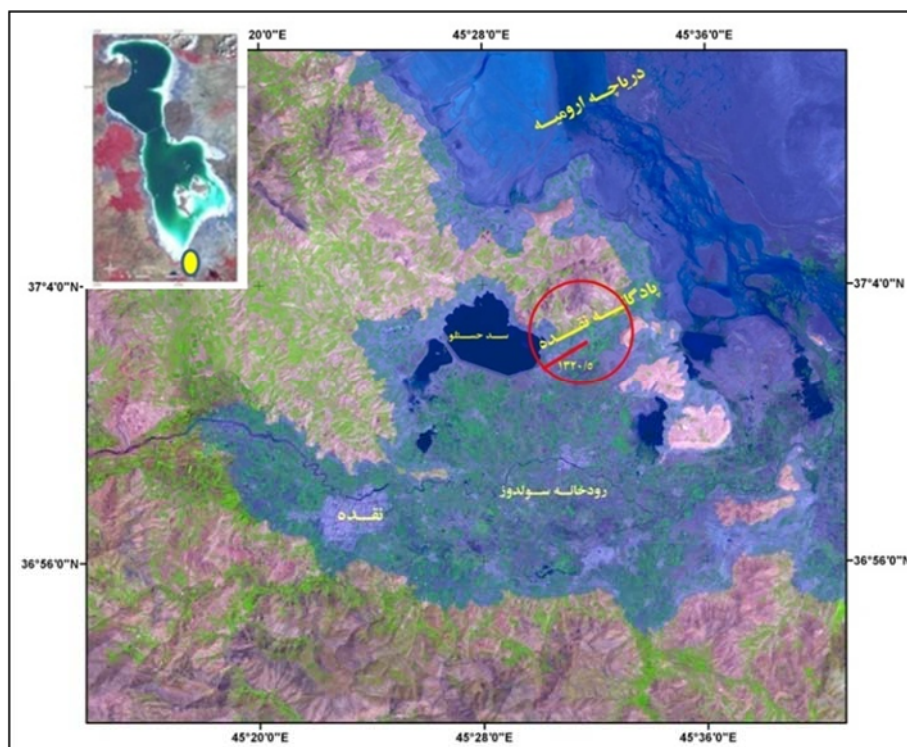 20'0"E
45°28'0"E
45°36'0"E
دریاچه ارومیه
37°4'0"N
37°4'0"N
پادگانه نقده
سد حسنلو
۱۳۲۰/۵
رودخانه سولدوز
نقده
36°56'0"N
36°56'0"N
45°20'0"E
45°28'0"E
45°36'0"E